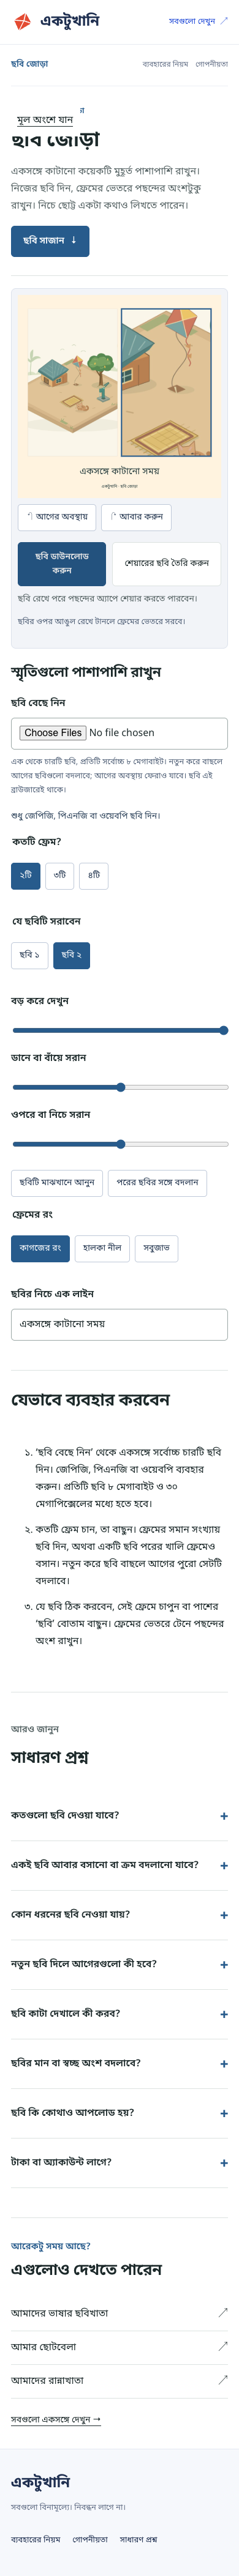 একটুখানি
সবগুলো দেখুন ↗
ছবি জোড়া
ব্যবহারের নিয়ম গোপনীয়তা
মূল অংশে যান
ছবি জোড়া
একসঙ্গে কাটানো কয়েকটি মুহূর্ত পাশাপাশি রাখুন।
নিজের ছবি দিন, ফ্রেমের ভেতরে পছন্দের অংশটুকু
রাখুন। নিচে ছোট্ট একটা কথাও লিখতে পারেন।
ছবি সাজান ↓
একসঙ্গে কাটানো সময়
একটুখানি · ছবি জোড়া
আগের অবস্থায়
আবার করুন
ছবি ডাউনলোড
করুন
শেয়ারের ছবি তৈরি করুন
ছবি রেখে পরে পছন্দের অ্যাপে শেয়ার করতে পারবেন।
ছবির ওপর আঙুল রেখে টানলে ফ্রেমের ভেতরে সরবে।
স্মৃতিগুলো পাশাপাশি রাখুন
ছবি বেছে নিন
Choose Files No file chosen
এক থেকে চারটি ছবি, প্রতিটি সর্বোচ্চ ৮ মেগাবাইট। নতুন করে বাছলে
আগের ছবিগুলো বদলাবে; আগের অবস্থায় ফেরাও যাবে। ছবি এই
ব্রাউজারেই থাকে।
শুধু জেপিজি, পিএনজি বা ওয়েবপি ছবি দিন।
কতটি ফ্রেম?
২টি
৩টি
৪টি
যে ছবিটি সরাবেন
ছবি ১
ছবি ২
বড় করে দেখুন
ডানে বা বাঁয়ে সরান
ওপরে বা নিচে সরান
ছবিটি মাঝখানে আনুন
পরের ছবির সঙ্গে বদলান
ফ্রেমের রং
কাগজের রং
হালকা নীল
সবুজাভ
ছবির নিচে এক লাইন
একসঙ্গে কাটানো সময়
যেভাবে ব্যবহার করবেন
১. ‘ছবি বেছে নিন’ থেকে একসঙ্গে সর্বোচ্চ চারটি ছবি
দিন। জেপিজি, পিএনজি বা ওয়েবপি ব্যবহার
করুন। প্রতিটি ছবি ৮ মেগাবাইট ও ৩০
মেগাপিক্সেলের মধ্যে হতে হবে।
২. কতটি ফ্রেম চান, তা বাছুন। ফ্রেমের সমান সংখ্যায়
ছবি দিন, অথবা একটি ছবি পরের খালি ফ্রেমেও
বসান। নতুন করে ছবি বাছলে আগের পুরো সেটটি
বদলাবে।
৩. যে ছবি ঠিক করবেন, সেই ফ্রেমে চাপুন বা পাশের
‘ছবি’ বোতাম বাছুন। ফ্রেমের ভেতরে টেনে পছন্দের
অংশ রাখুন।
আরও জানুন
সাধারণ প্রশ্ন
কতগুলো ছবি দেওয়া যাবে? +
একই ছবি আবার বসানো বা ক্রম বদলানো যাবে? +
কোন ধরনের ছবি নেওয়া যায়? +
নতুন ছবি দিলে আগেরগুলো কী হবে? +
ছবি কাটা দেখালে কী করব? +
ছবির মান বা স্বচ্ছ অংশ বদলাবে? +
ছবি কি কোথাও আপলোড হয়? +
টাকা বা অ্যাকাউন্ট লাগে? +
আরেকটু সময় আছে?
এগুলোও দেখতে পারেন
আমাদের ভাষার ছবিখাতা ↗
আমার ছোটবেলা ↗
আমাদের রান্নাখাতা ↗
সবগুলো একসঙ্গে দেখুন →
একটুখানি
সবগুলো বিনামূল্যে। নিবন্ধন লাগে না।
ব্যবহারের নিয়ম গোপনীয়তা সাধারণ প্রশ্ন